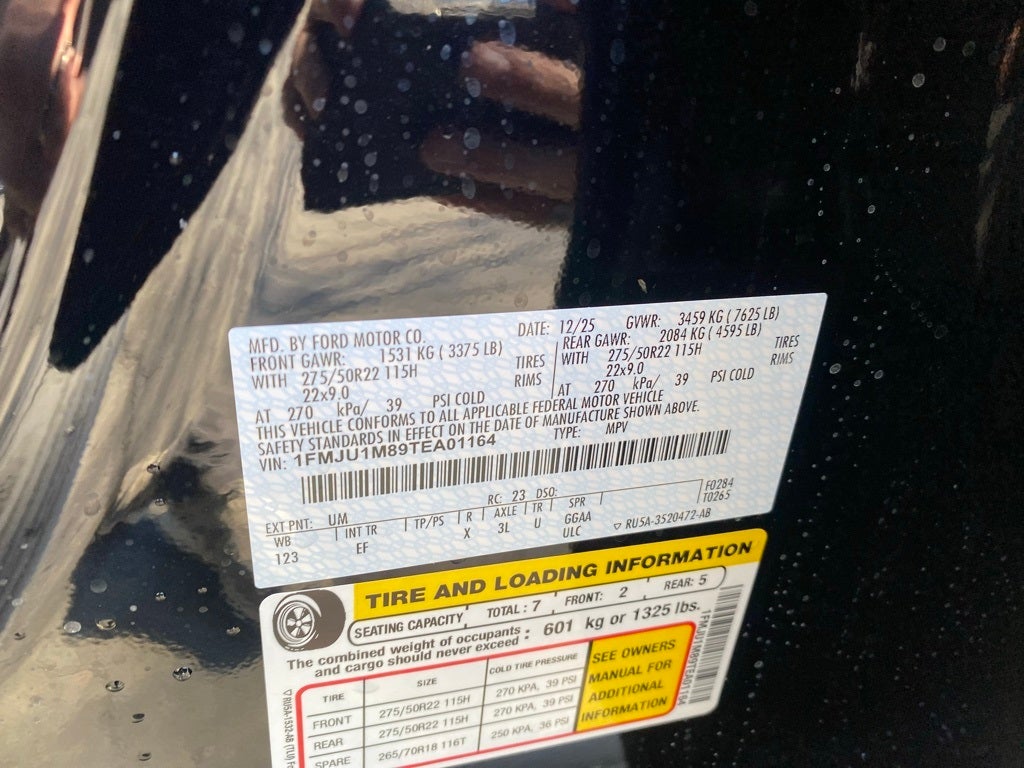 MFD. BY FORD MOTOR CO. DATE: 12/25 GVWR: 3459 KG ( 7625 LB)
FRONT GAWR: 1531 KG ( 3375 LB) REAR GAWR: 2084 KG ( 4595 LB)
WITH 275/50R22 115H TIRES WITH 275/50R22 115H TIRES
22x9.0 RIMS 22x9.0 RIMS
AT 270 kPa/ 39 PSI COLD AT 270 kPa/ 39 PSI COLD
THIS VEHICLE CONFORMS TO ALL APPLICABLE FEDERAL MOTOR VEHICLE
SAFETY STANDARDS IN EFFECT ON THE DATE OF MANUFACTURE SHOWN ABOVE.
VIN: 1FMJU1M89TEA01164 TYPE: MPV
EXT PNT: UM RC: 23 DSO: F0284
WB INT TR TP/PS R AXLE TR SPR T0265
123 EF X 3L U GGAA
ULC ▽ RU5A-3520472-AB
TIRE AND LOADING INFORMATION
SEATING CAPACITY TOTAL : 7 FRONT: 2 REAR: 5
The combined weight of occupants
and cargo should never exceed : 601 kg or 1325 lbs.
TIRE SIZE COLD TIRE PRESSURE
FRONT 275/50R22 115H 270 KPA, 39 PSI
REAR 275/50R22 115H 270 KPA, 39 PSI
SPARE 265/70R18 116T 250 KPA, 36 PSI
SEE OWNERS
MANUAL FOR
ADDITIONAL
INFORMATION
1FMJU1M89TEA01164
▽ RU5A-1532-AB (TLU)